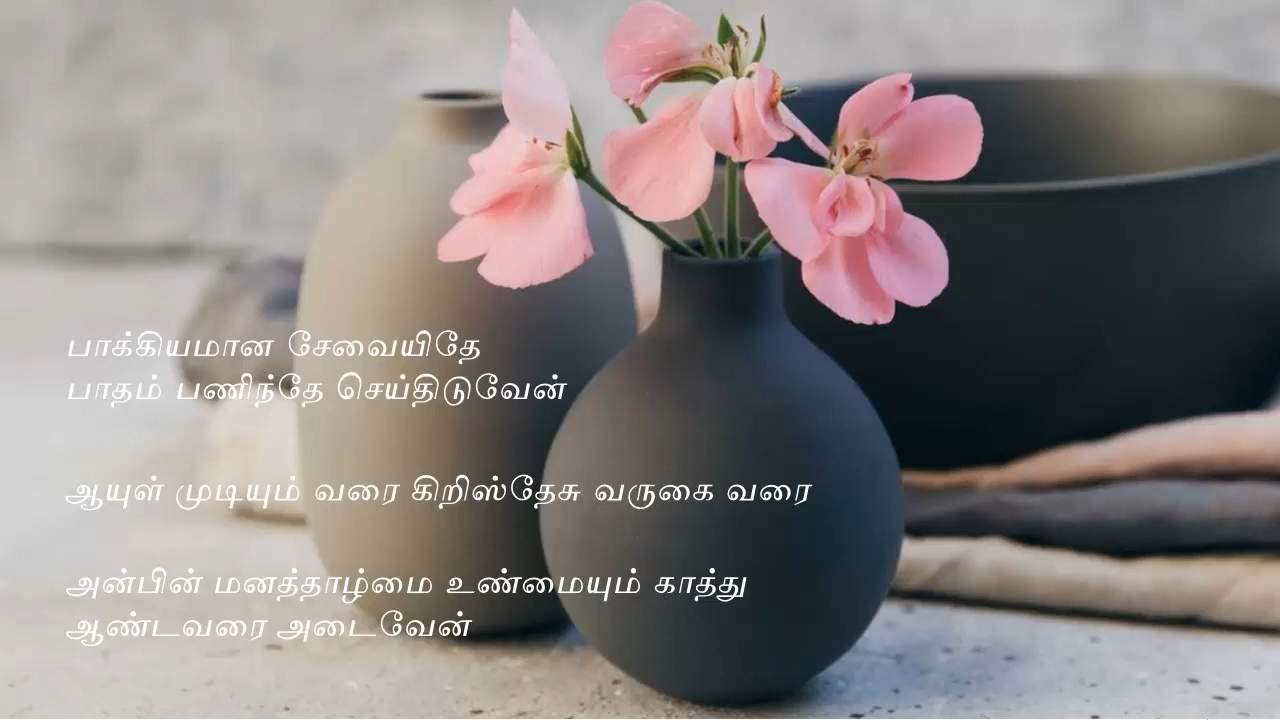 பாக்கியமான சேவையிதே
பாதம் பணிந்தே செய்திடுவேன்
ஆயுள் முடியும் வரை கிறிஸ்தேசு வருகை வரை
அன்பின் மனத்தாழ்மை உண்மையும் காத்து
ஆண்டவரை அடைவேன்